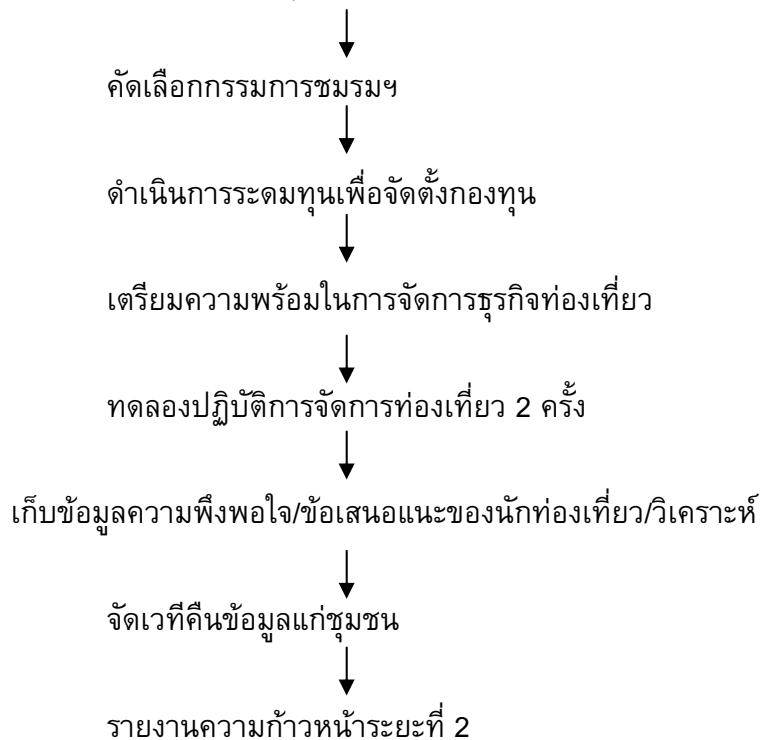 คัดเลือกกรรมการชมรมฯ
ดำเนินการระดมทุนเพื่อจัดตั้งกองทุน
เตรียมความพร้อมในการจัดการธุรกิจท่องเที่ยว
ทดลองปฏิบัติการจัดการท่องเที่ยว 2 ครั้ง
เก็บข้อมูลความพึงพอใจ/ข้อเสนอแนะของนักท่องเที่ยว/วิเคราะห์
จัดเวทีคืนข้อมูลแก่ชุมชน
รายงานความก้าวหน้าระยะที่ 2